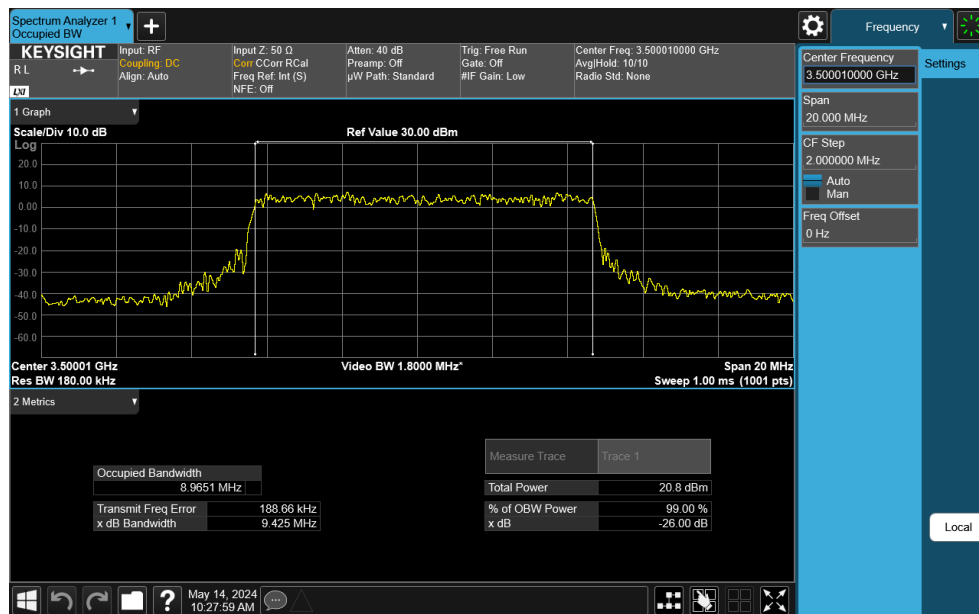 Spectrum Analyzer 1
Occupied BW
Frequency
KEYSIGHT
R L
LXI
Input: RF
Coupling: DC
Align: Auto
Input Z: 50 Ω
Corr CCorr RCal
Freq Ref: Int (S)
NFE: Off
Atten: 40 dB
Preamp: Off
µW Path: Standard
Trig: Free Run
Gate: Off
#IF Gain: Low
Center Freq: 3.500010000 GHz
Avg|Hold: 10/10
Radio Std: None
Center Frequency
3.500010000 GHz
Settings
Span
20.000 MHz
CF Step
2.000000 MHz
Auto
Man
Freq Offset
0 Hz
Local
1 Graph
Scale/Div 10.0 dB
Ref Value 30.00 dBm
Log
20.0
10.0
0.00
-10.0
-20.0
-30.0
-40.0
-50.0
-60.0
Center 3.50001 GHz
Video BW 1.8000 MHz*
Span 20 MHz
Res BW 180.00 kHz
Sweep 1.00 ms (1001 pts)
2 Metrics
Measure Trace
Trace 1
Occupied Bandwidth
8.9651 MHz
Total Power
20.8 dBm
Transmit Freq Error
188.66 kHz
% of OBW Power
99.00 %
x dB Bandwidth
9.425 MHz
x dB
-26.00 dB
May 14, 2024
10:27:59 AM